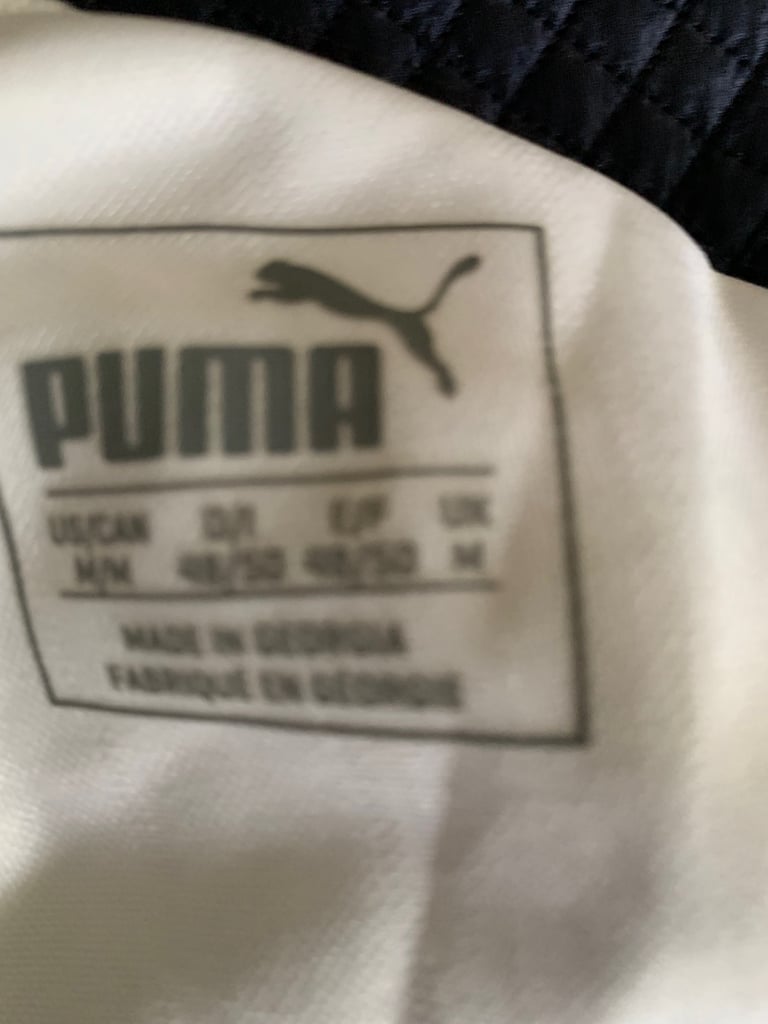 PUMA
US/CAN D/I E/F UK
M/M 48/50 48/50 M
MADE IN GEORGIA
FABRIQUÉ EN GÉORGIE